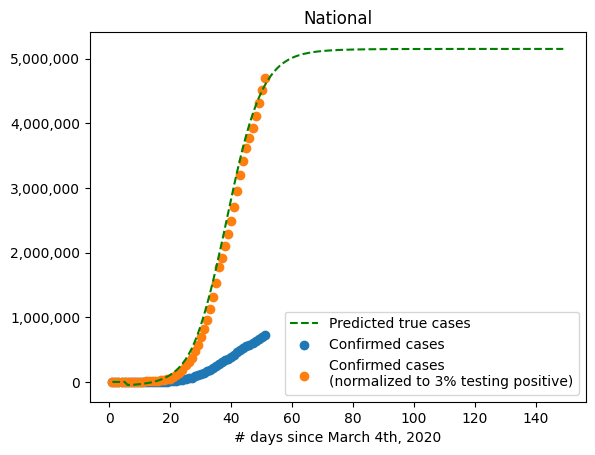 National
5,000,000
4,000,000
3,000,000
2,000,000
1,000,000
0
0 20 40 60 80 100 120 140
# days since March 4th, 2020
Predicted true cases
Confirmed cases
Confirmed cases
(normalized to 3% testing positive)